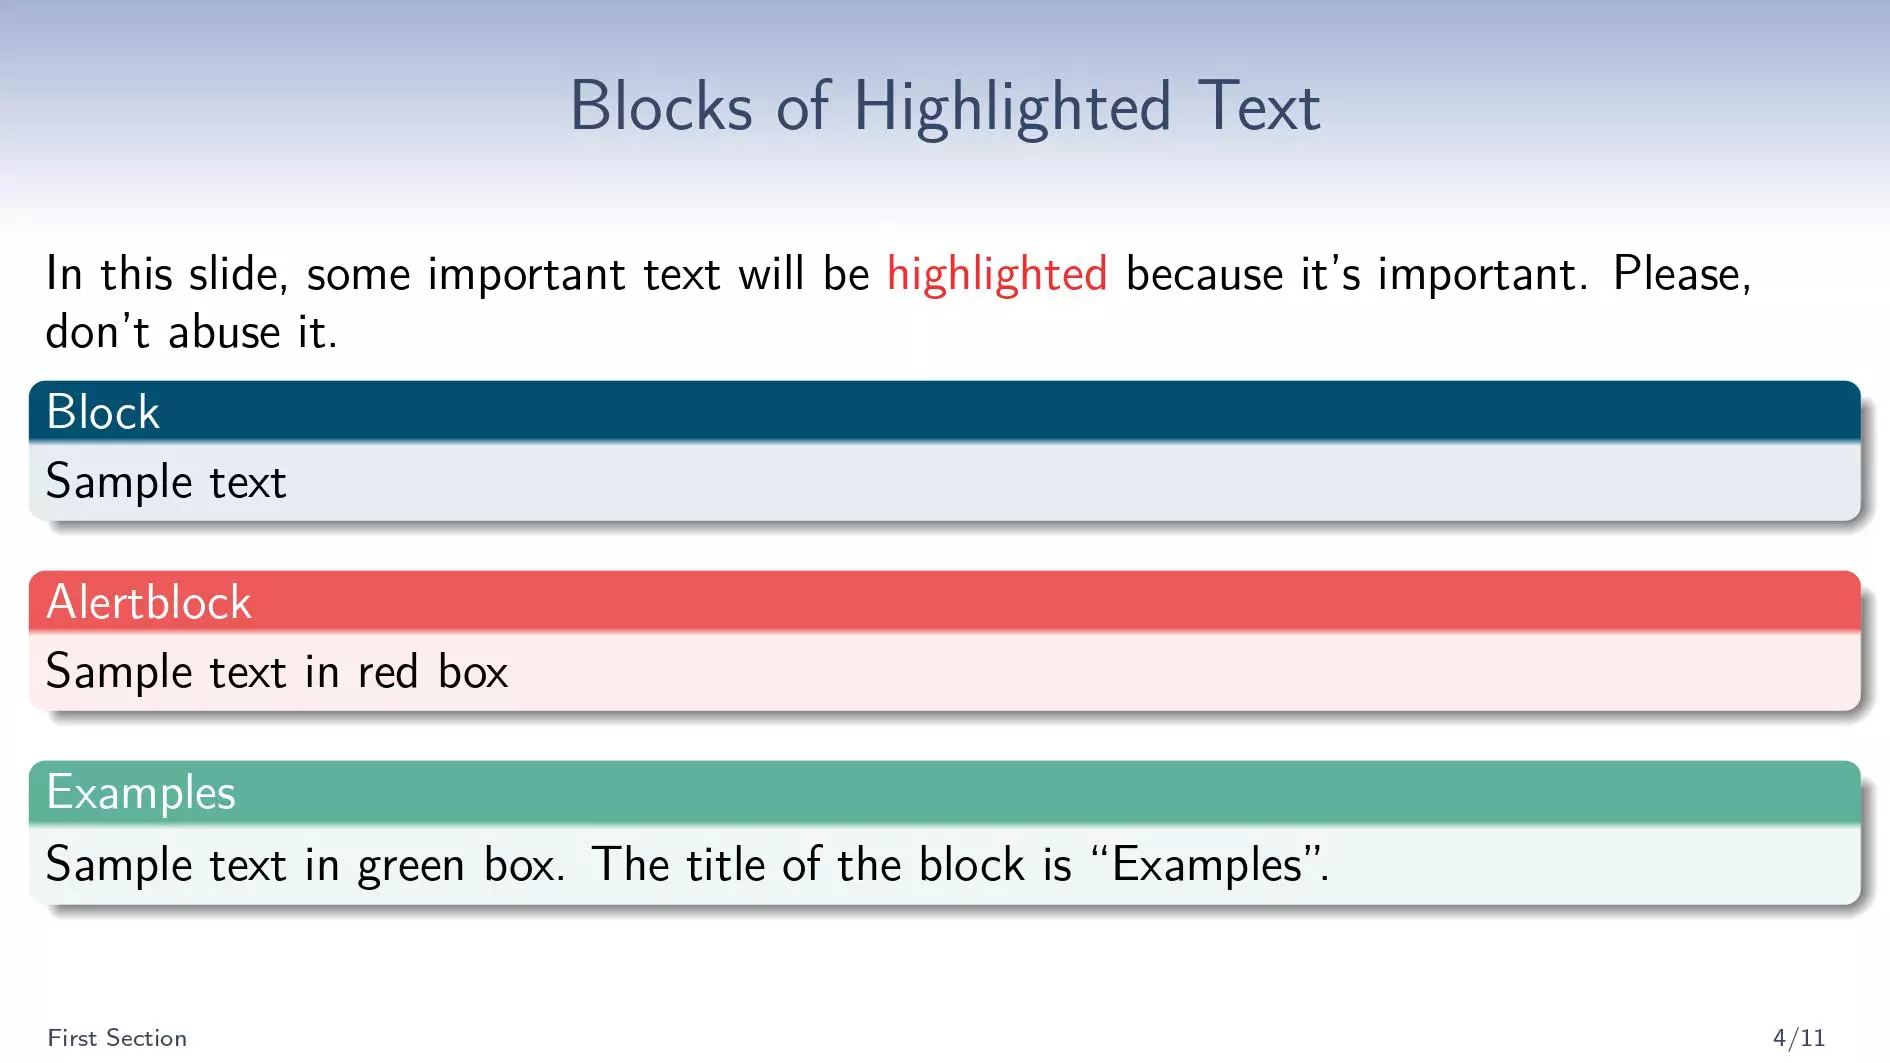 Blocks of Highlighted Text
In this slide, some important text will be highlighted because it's important. Please,
don't abuse it.
Block
Sample text
Alertblock
Sample text in red box
Examples
Sample text in green box. The title of the block is “Examples”.
First Section
4/11